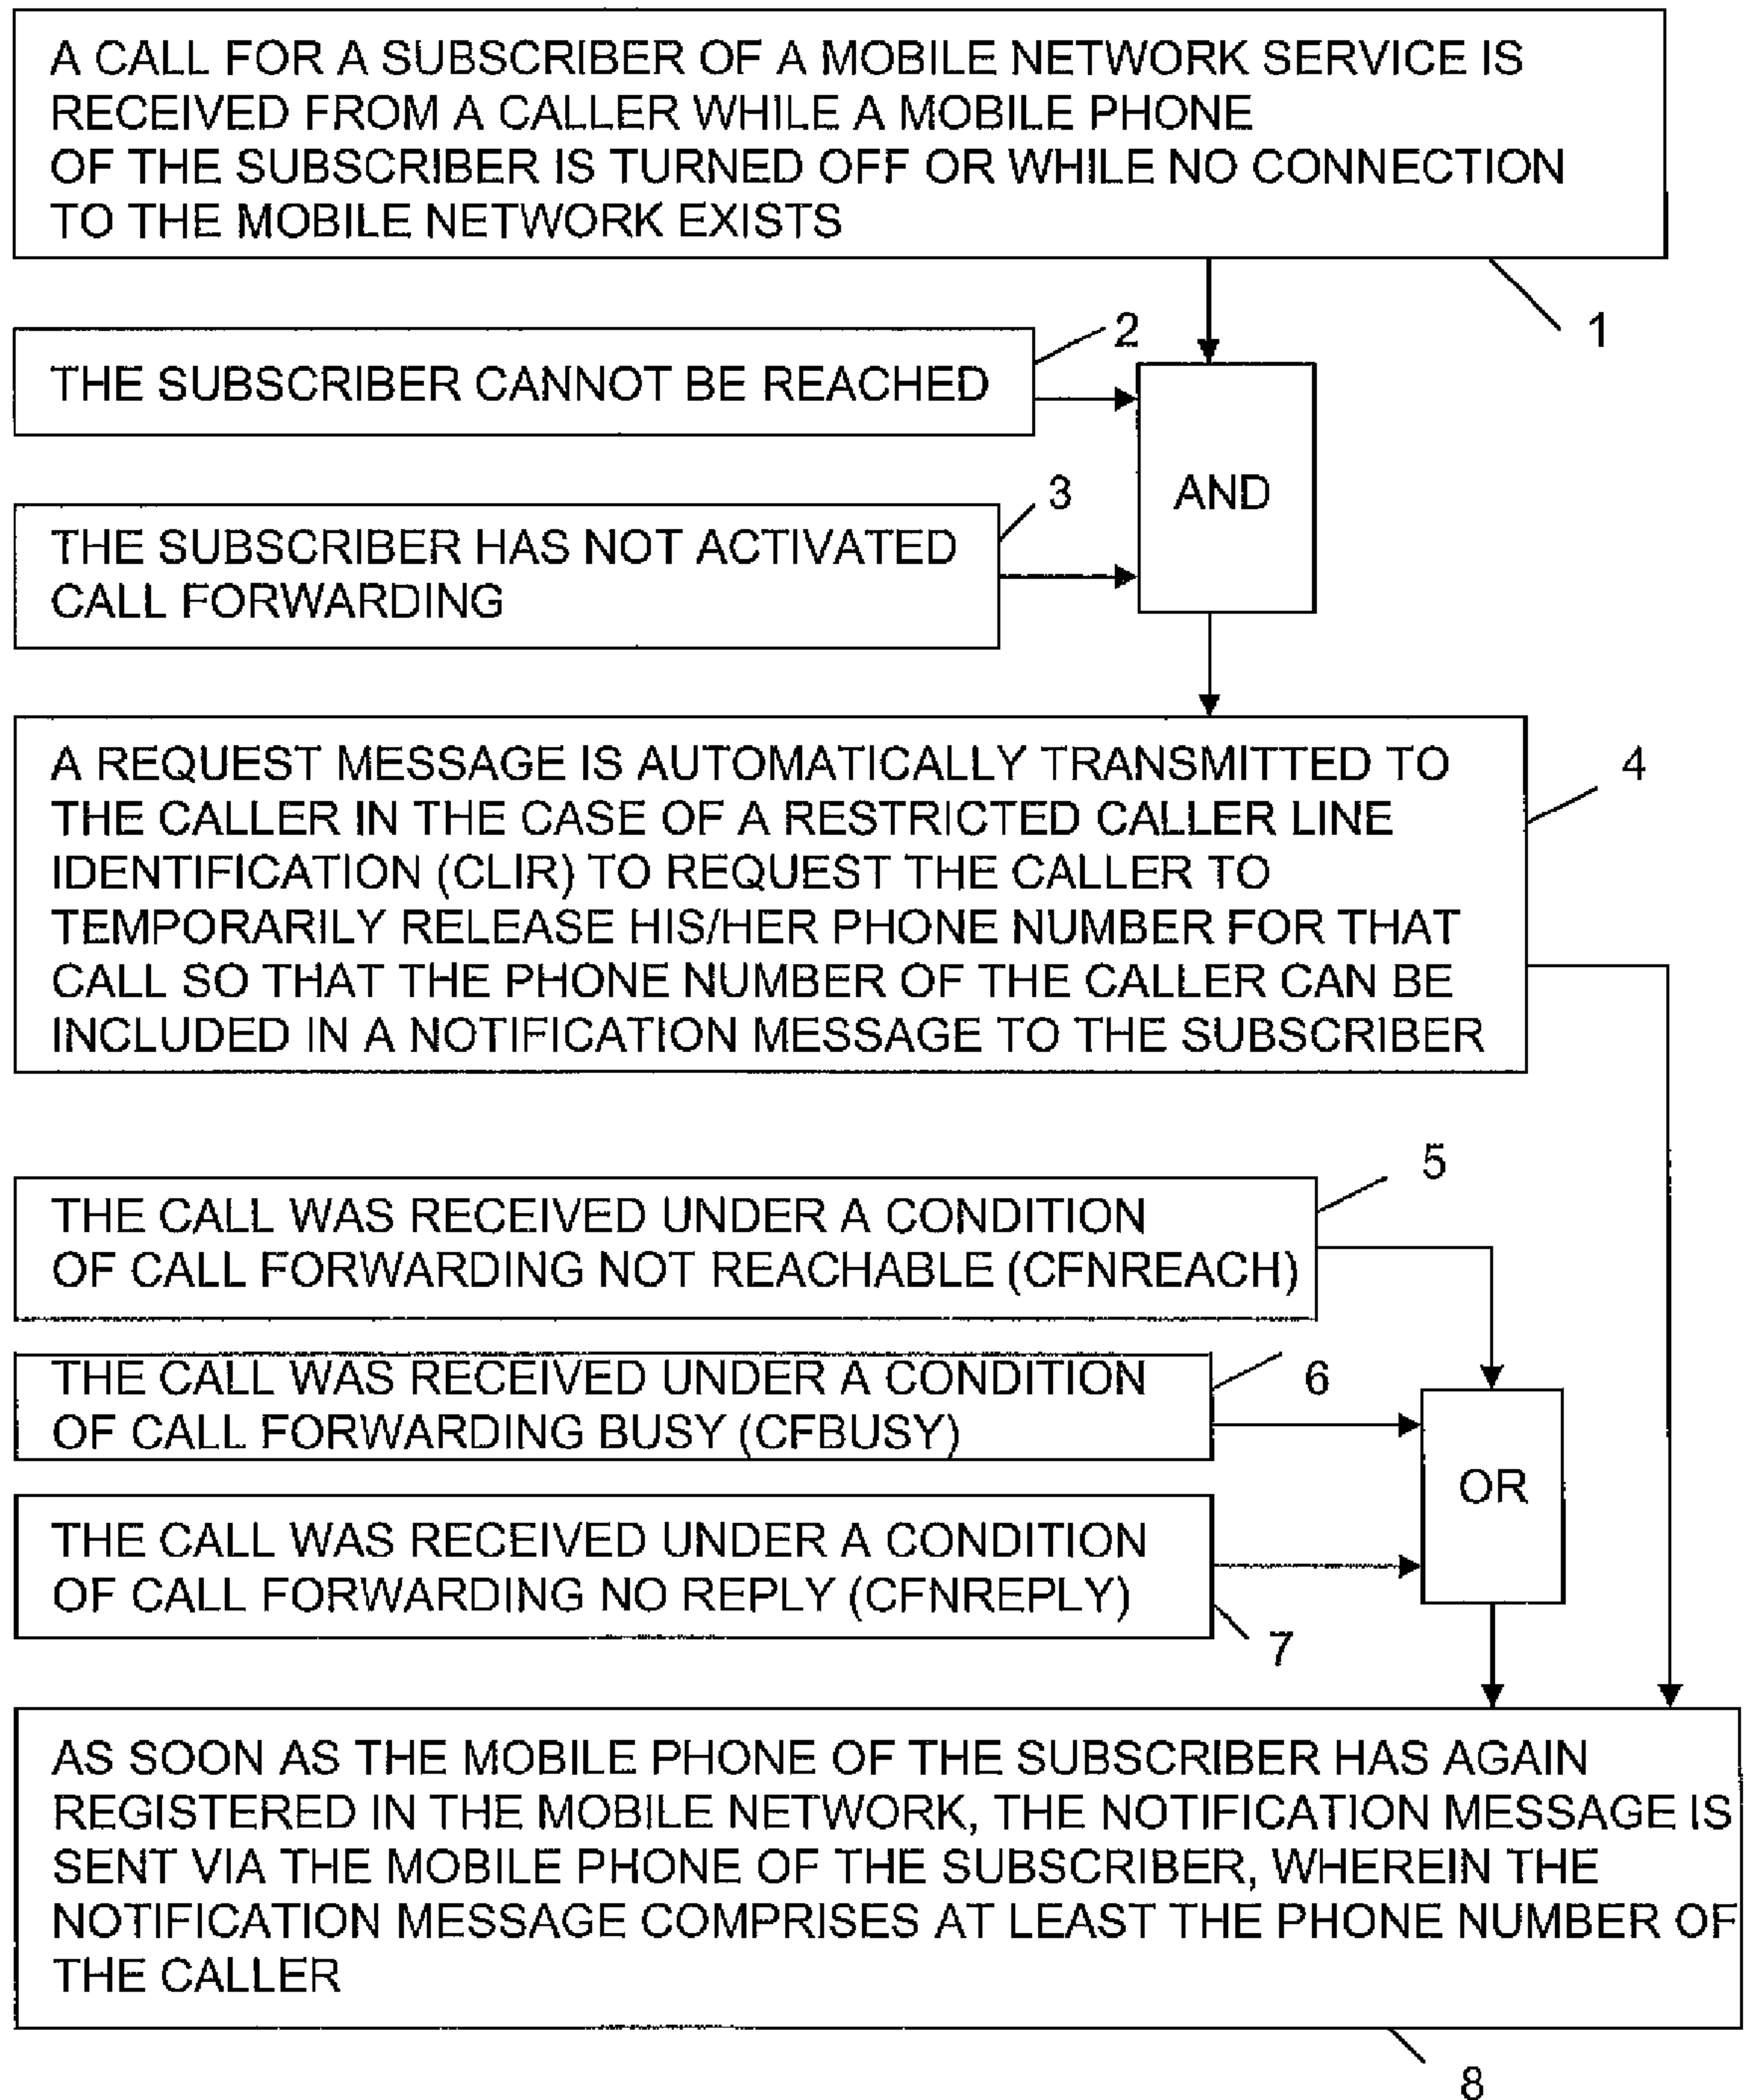 A CALL FOR A SUBSCRIBER OF A MOBILE NETWORK SERVICE IS
RECEIVED FROM A CALLER WHILE A MOBILE PHONE
OF THE SUBSCRIBER IS TURNED OFF OR WHILE NO CONNECTION
TO THE MOBILE NETWORK EXISTS
1
2
THE SUBSCRIBER CANNOT BE REACHED
3
AND
THE SUBSCRIBER HAS NOT ACTIVATED
CALL FORWARDING
A REQUEST MESSAGE IS AUTOMATICALLY TRANSMITTED TO
THE CALLER IN THE CASE OF A RESTRICTED CALLER LINE
IDENTIFICATION (CLIR) TO REQUEST THE CALLER TO
TEMPORARILY RELEASE HIS/HER PHONE NUMBER FOR THAT
CALL SO THAT THE PHONE NUMBER OF THE CALLER CAN BE
INCLUDED IN A NOTIFICATION MESSAGE TO THE SUBSCRIBER
4
5
THE CALL WAS RECEIVED UNDER A CONDITION
OF CALL FORWARDING NOT REACHABLE (CFNREACH)
THE CALL WAS RECEIVED UNDER A CONDITION
OF CALL FORWARDING BUSY (CFBUSY)
6
OR
THE CALL WAS RECEIVED UNDER A CONDITION
OF CALL FORWARDING NO REPLY (CFNREPLY)
7
AS SOON AS THE MOBILE PHONE OF THE SUBSCRIBER HAS AGAIN
REGISTERED IN THE MOBILE NETWORK, THE NOTIFICATION MESSAGE IS
SENT VIA THE MOBILE PHONE OF THE SUBSCRIBER, WHEREIN THE
NOTIFICATION MESSAGE COMPRISES AT LEAST THE PHONE NUMBER OF
THE CALLER
8